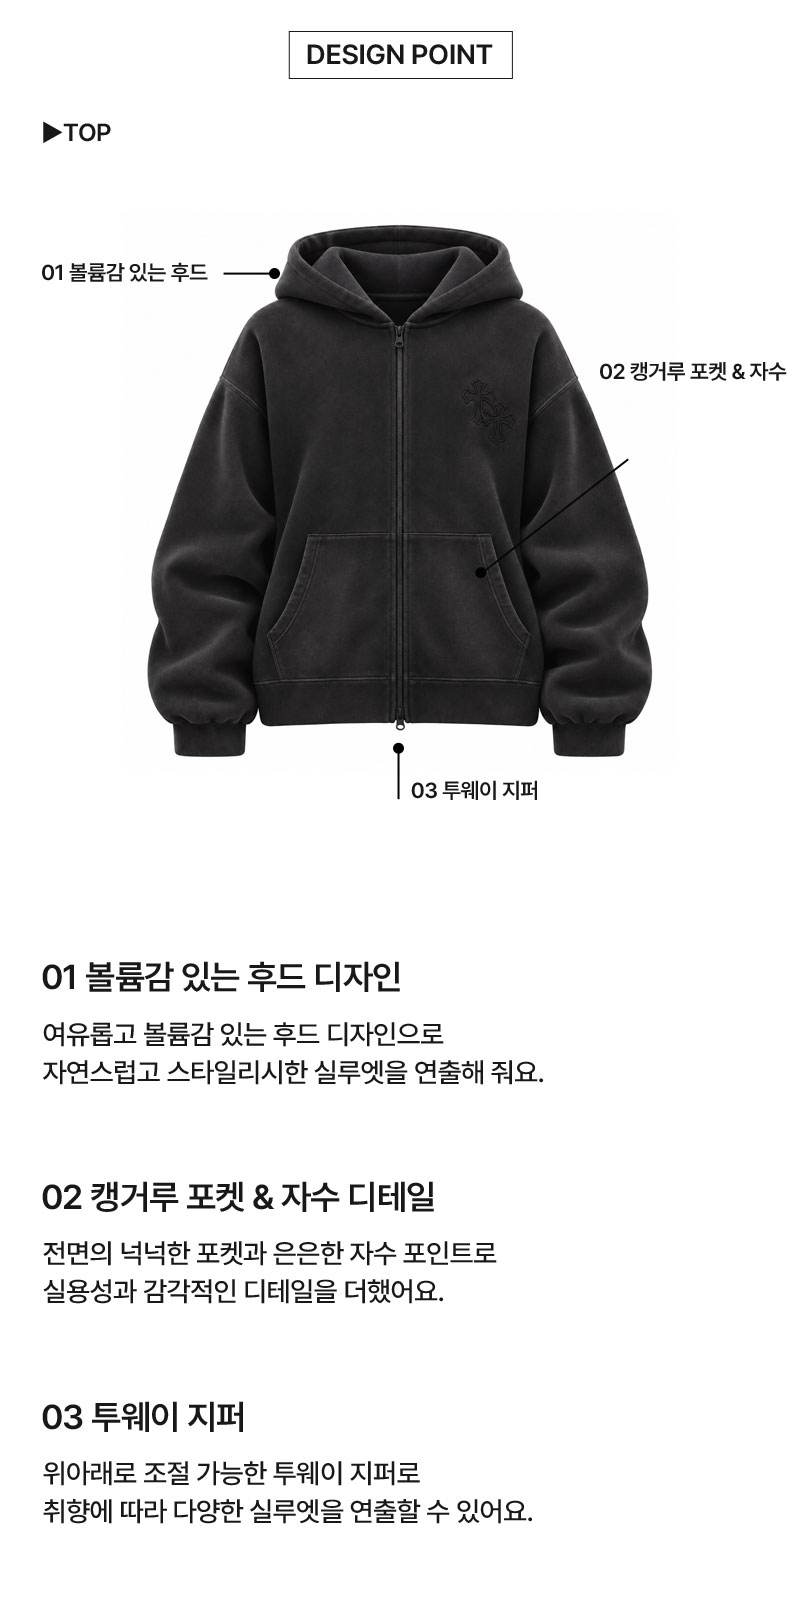 DESIGN POINT
▶TOP
01 볼륨감 있는 후드
02 캥거루 포켓 & 자수
03 투웨이 지퍼
01 볼륨감 있는 후드 디자인
여유롭고 볼륨감 있는 후드 디자인으로
자연스럽고 스타일리시한 실루엣을 연출해 줘요.
02 캥거루 포켓 & 자수 디테일
전면의 넉넉한 포켓과 은은한 자수 포인트로
실용성과 감각적인 디테일을 더했어요.
03 투웨이 지퍼
위아래로 조절 가능한 투웨이 지퍼로
취향에 따라 다양한 실루엣을 연출할 수 있어요.